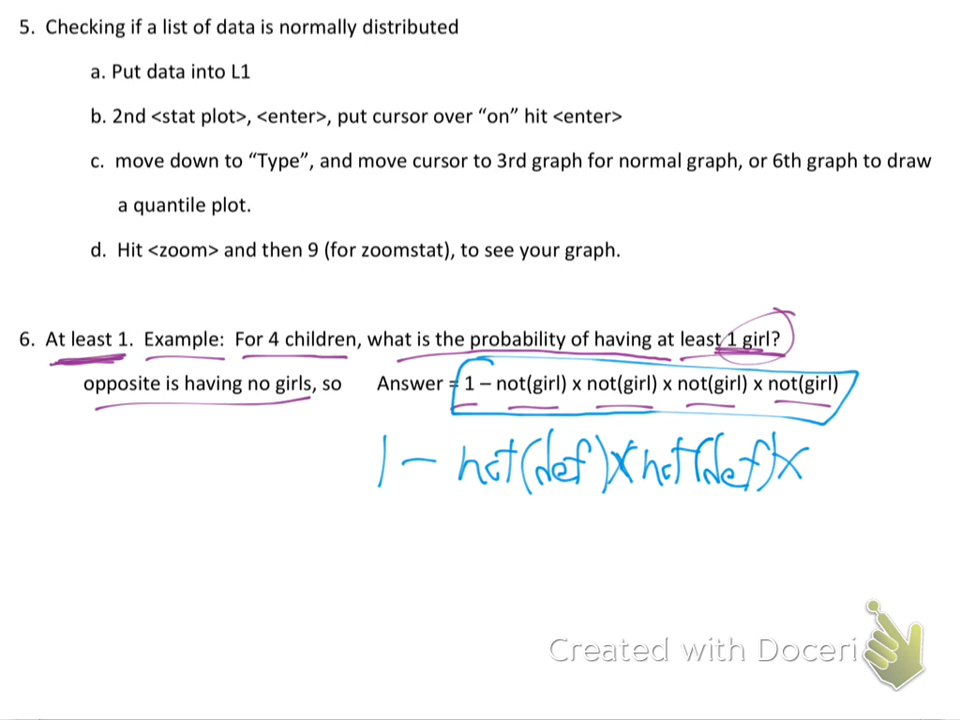 5. Checking if a list of data is normally distributed
a. Put data into L1
b. 2nd <stat plot>, <enter>, put cursor over “on” hit <enter>
c. move down to “Type”, and move cursor to 3rd graph for normal graph, or 6th graph to draw
a quantile plot.
d. Hit <zoom> and then 9 (for zoomstat), to see your graph.
6. At least 1. Example: For 4 children, what is the probability of having at least 1 girl?
opposite is having no girls, so Answer = 1 – not(girl) x not(girl) x not(girl) x not(girl)
1 – not(def) x not(def) x
Created with Doceri